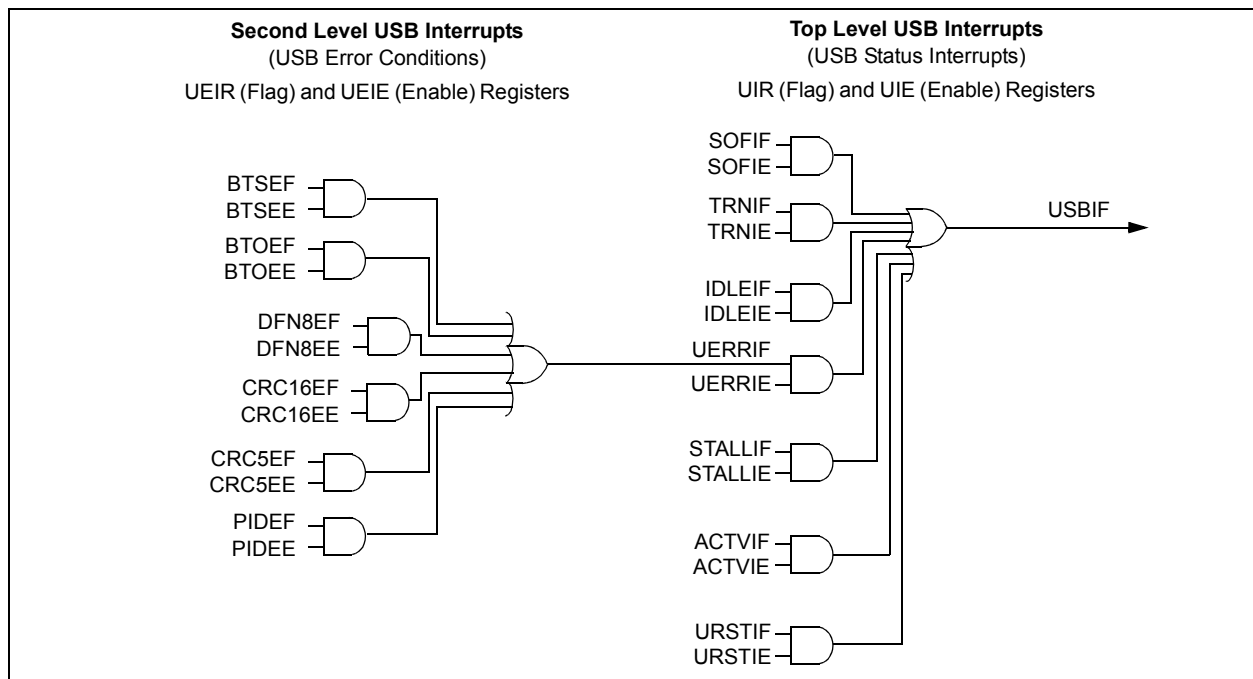 Second Level USB Interrupts
(USB Error Conditions)
UEIR (Flag) and UEIE (Enable) Registers
BTSEF
BTSEE
BTOEF
BTOEE
DFN8EF
DFN8EE
CRC16EF
CRC16EE
CRC5EF
CRC5EE
PIDEF
PIDEE
Top Level USB Interrupts
(USB Status Interrupts)
UIR (Flag) and UIE (Enable) Registers
SOFIF
SOFIE
TRNIF
TRNIE
IDLEIF
IDLEIE
UERRIF
UERRIE
STALLIF
STALLIE
ACTVIF
ACTVIE
URSTIF
URSTIE
USBIF